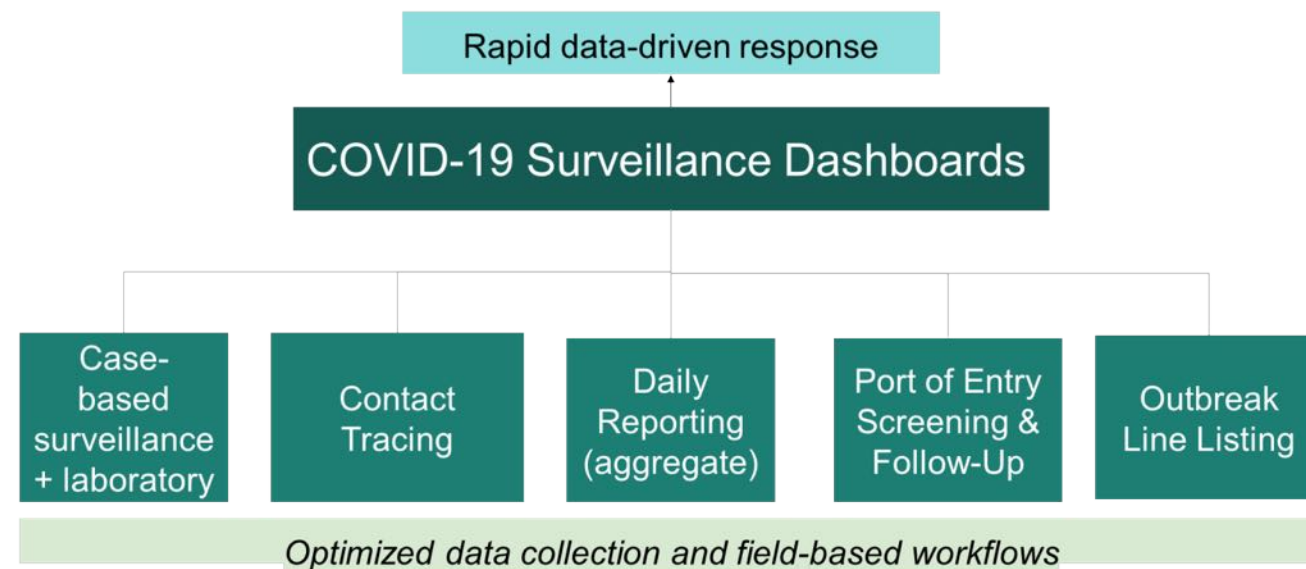 Rapid data-driven response
COVID-19 Surveillance Dashboards
Case-
based
surveillance
+ laboratory
Contact
Tracing
Daily
Reporting
(aggregate)
Port of Entry
Screening &
Follow-Up
Outbreak
Line Listing
Optimized data collection and field-based workflows